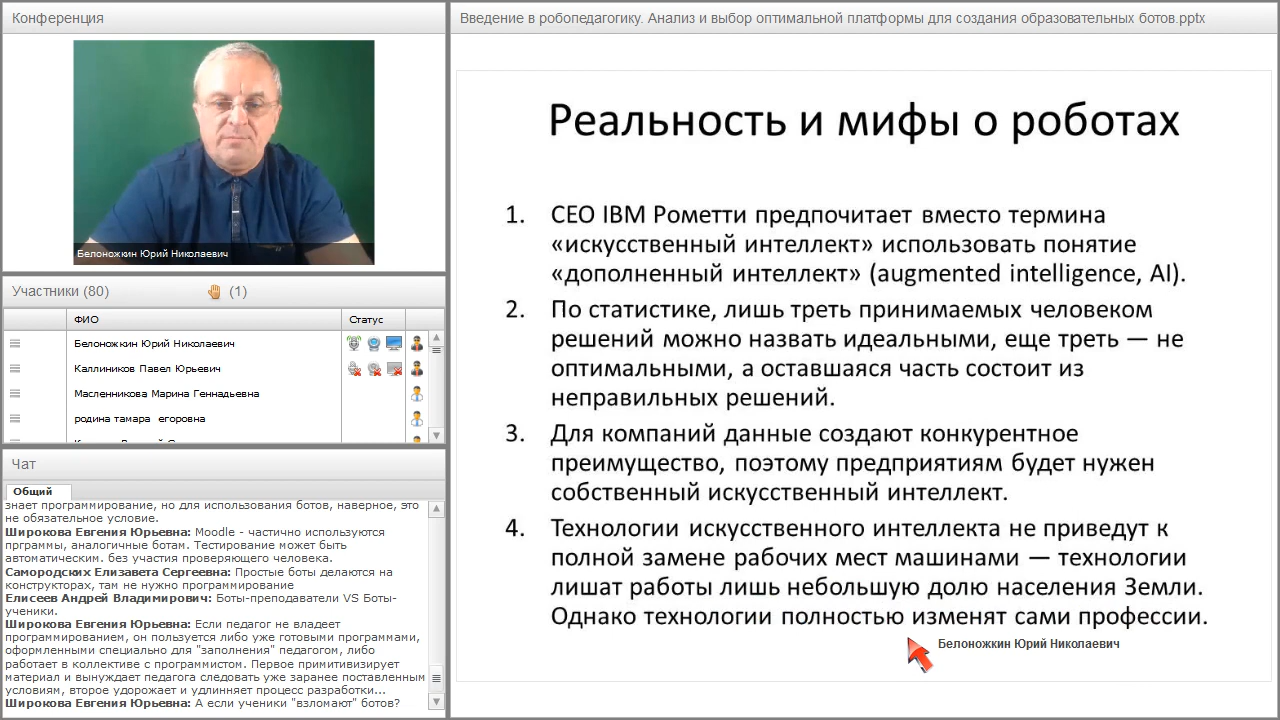 Конференция
Белоножкин Юрий Николаевич
Участники (80)
(1)
ФИО
Статус
Белоножкин Юрий Николаевич
Каллиников Павел Юрьевич
Масленникова Марина Геннадьевна
родина тамара егоровна
Чат
Общий
знает программирование, но для использования ботов, наверное, это
не обязательное условие.
Широкова Евгения Юрьевна: Moodle - частично используются
прграммы, аналогичные ботам. Тестирование может быть
автоматическим. без участия проверяющего человека.
Самородских Елизавета Сергеевна: Простые боты делаются на
конструкторах, там не нужно программирование
Елисеев Андрей Владимирович: Боты-преподаватели VS Боты-
ученики.
Широкова Евгения Юрьевна: Если педагог не владеет
программированием, он пользуется либо уже готовыми программами,
оформленными специально для "заполнения" педагогом, либо
работает в коллективе с программистом. Первое примитивизирует
материал и вынуждает педагога следовать уже заранее поставленным
условиям, второе удорожает и удлинняет процесс разработки...
Широкова Евгения Юрьевна: А если ученики "взломают" ботов?
Введение в робопедагогику. Анализ и выбор оптимальной платформы для создания образовательных ботов.pptx
Реальность и мифы о роботах
1. CEO IBM Рометти предпочитает вместо термина
«искусственный интеллект» использовать понятие
«дополненный интеллект» (augmented intelligence, AI).
2. По статистике, лишь треть принимаемых человеком
решений можно назвать идеальными, еще треть — не
оптимальными, а оставшаяся часть состоит из
неправильных решений.
3. Для компаний данные создают конкурентное
преимущество, поэтому предприятиям будет нужен
собственный искусственный интеллект.
4. Технологии искусственного интеллекта не приведут к
полной замене рабочих мест машинами — технологии
лишат работы лишь небольшую долю населения Земли.
Однако технологии полностью изменят сами профессии.
Белоножкин Юрий Николаевич